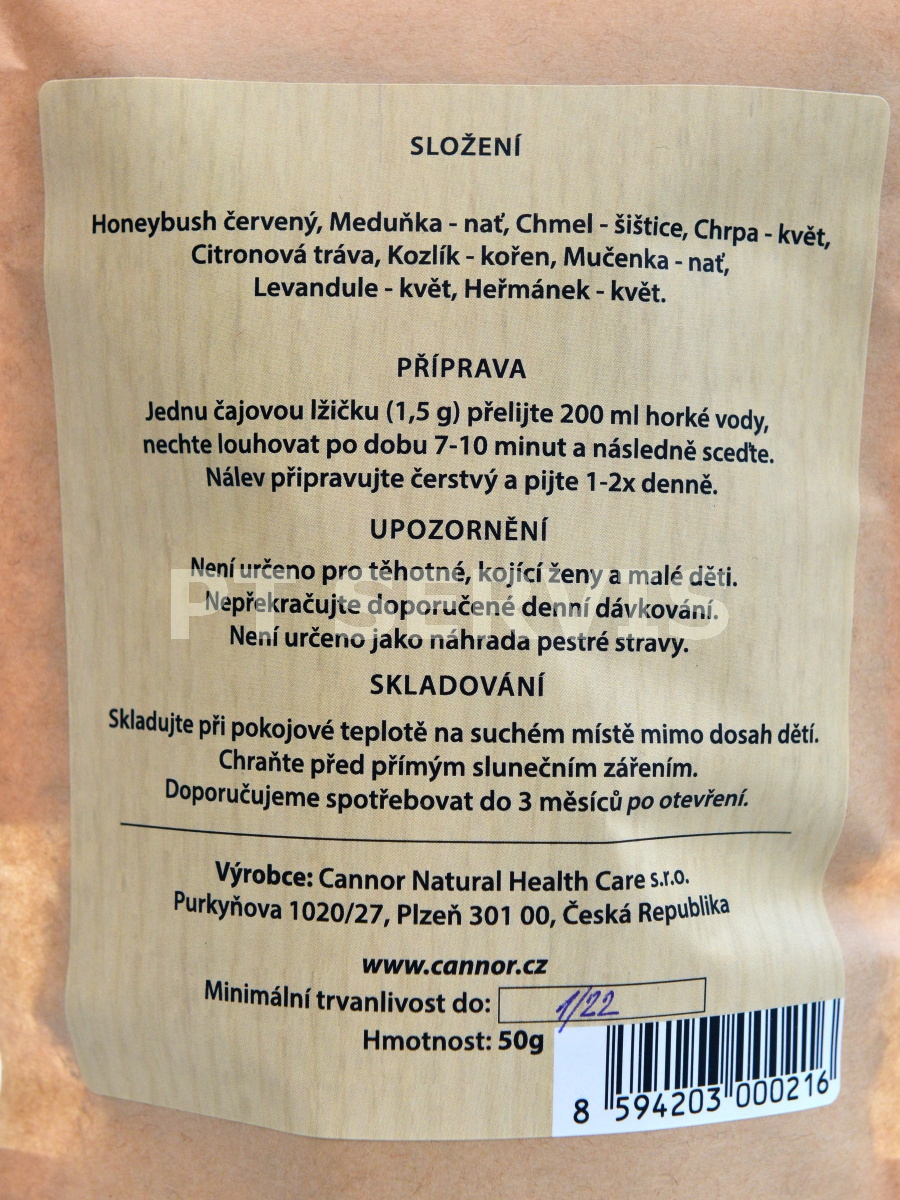 SLOŽENÍ
Honeybush červený, Meduňka - nať, Chmel - šištice, Chrpa - květ,
Citronová tráva, Kozlík - kořen, Mučenka - nať,
Levandule - květ, Heřmánek - květ.
PŘÍPRAVA
Jednu čajovou lžičku (1,5 g) přelijte 200 ml horké vody,
nechte louhovat po dobu 7-10 minut a následně sceďte.
Nálev připravujte čerstvý a pijte 1-2x denně.
UPOZORNĚNÍ
Není určeno pro těhotné, kojící ženy a malé děti.
Nepřekračujte doporučené denní dávkování.
Není určeno jako náhrada pestré stravy.
SKLADOVÁNÍ
Skladujte při pokojové teplotě na suchém místě mimo dosah dětí.
Chraňte před přímým slunečním zářením.
Doporučujeme spotřebovat do 3 měsíců po otevření.
Výrobce: Cannor Natural Health Care s.r.o.
Purkyňova 1020/27, Plzeň 301 00, Česká Republika
www.cannor.cz
Minimální trvanlivost do: 1/22
Hmotnost: 50g
8 594203 000216